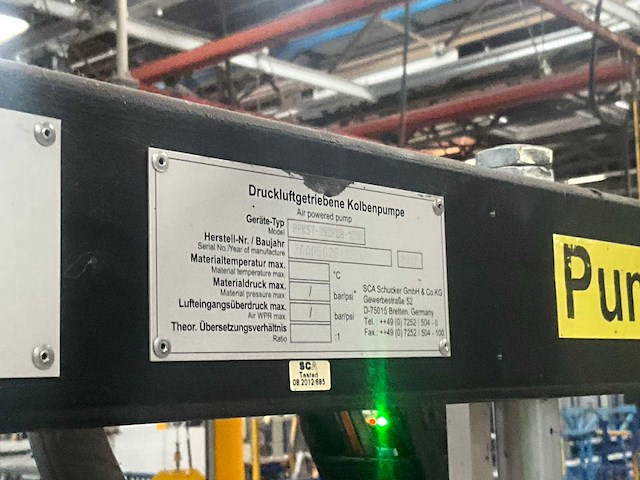 Druckluftgetriebene Kolbenpumpe
Air powered pump
Geräte-Typ
Model
Herstell-Nr. / Baujahr
Serial No./Year of manufacture
Materialtemperatur max.
Material temperature max.
°C
Materialdruck max.
Material pressure max
/
bar/psi
Lufteingangsüberdruck max.
Air WPR max.
/
bar/psi
Theor. Übersetzungsverhältnis
Ratio
:1
SCA Schucker GmbH & Co.KG
Gewerbestraße 52
D-75015 Bretten, Germany
Tel. : ++49 (0) 7252 / 504 - 0
Fax.: ++49 (0) 7252 / 504 - 100
SCA
Tested
08.2012/685
Pum